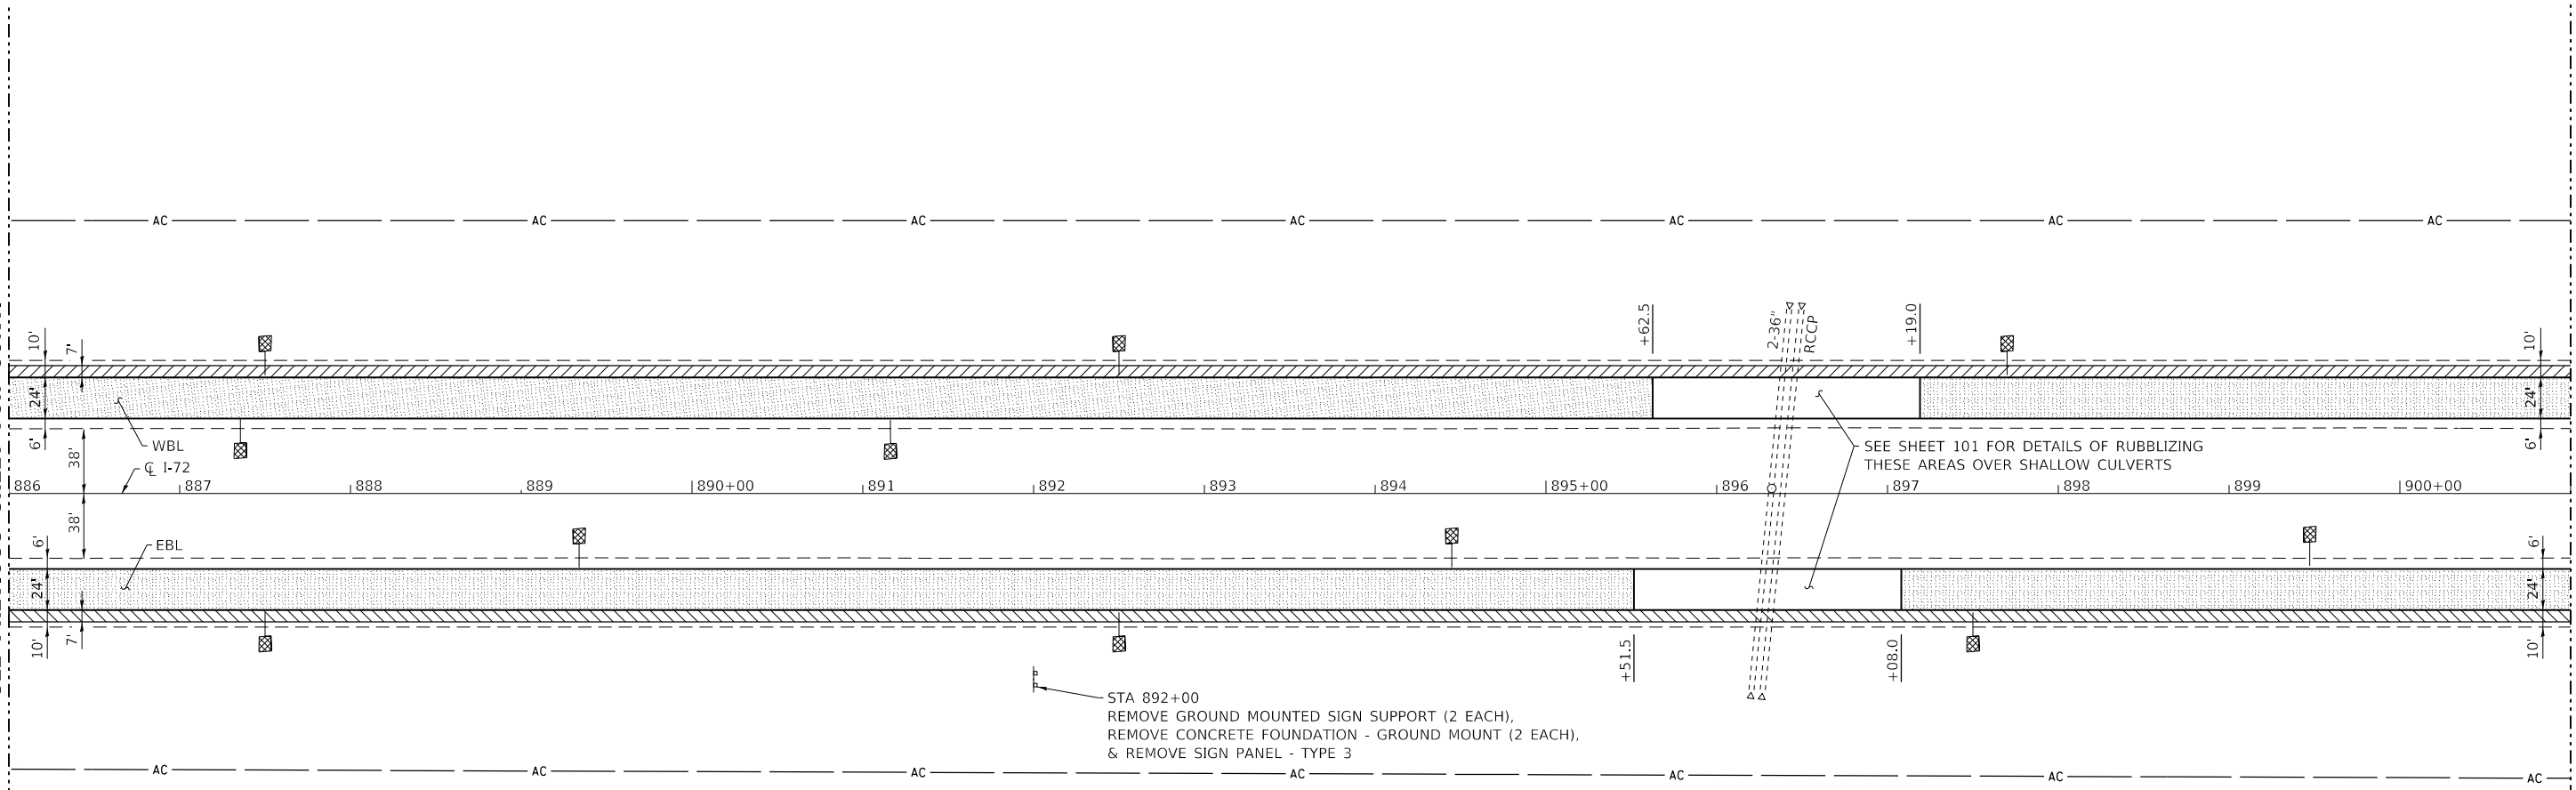 AC AC AC AC AC AC AC
10' 7' +62.5 2-36" RCCP +19.0 10'
24' 24'
6' WBL 6'
38' ℄ I-72
SEE SHEET 101 FOR DETAILS OF RUBBLIZING
THESE AREAS OVER SHALLOW CULVERTS
886 887 888 889 890+00 891 892 893 894 895+00 896 897 898 899 900+00
38'
6' EBL 6'
24' 24'
10' 7' +51.5 +08.0 10'
STA 892+00
REMOVE GROUND MOUNTED SIGN SUPPORT (2 EACH),
REMOVE CONCRETE FOUNDATION - GROUND MOUNT (2 EACH),
& REMOVE SIGN PANEL - TYPE 3
AC AC AC AC AC AC AC